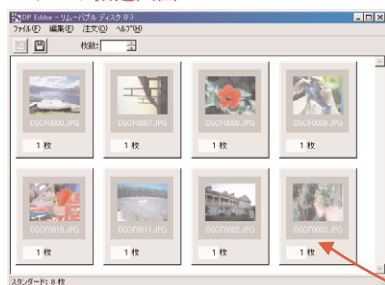 DP Editor - リムーバブル ディスク (F:)
ファイル(F) 編集(E) 注文(O) ヘルプ(H)
枚数:
DSCF0006.JPG DSCF0007.JPG DSCF0008.JPG DSCF0009.JPG
1 枚 1 枚 1 枚 1 枚
DSCF0010.JPG DSCF0011.JPG DSCF0002.JPG DSCF0003.JPG
1 枚 1 枚 1 枚 1 枚
スタンダード: 8 枚